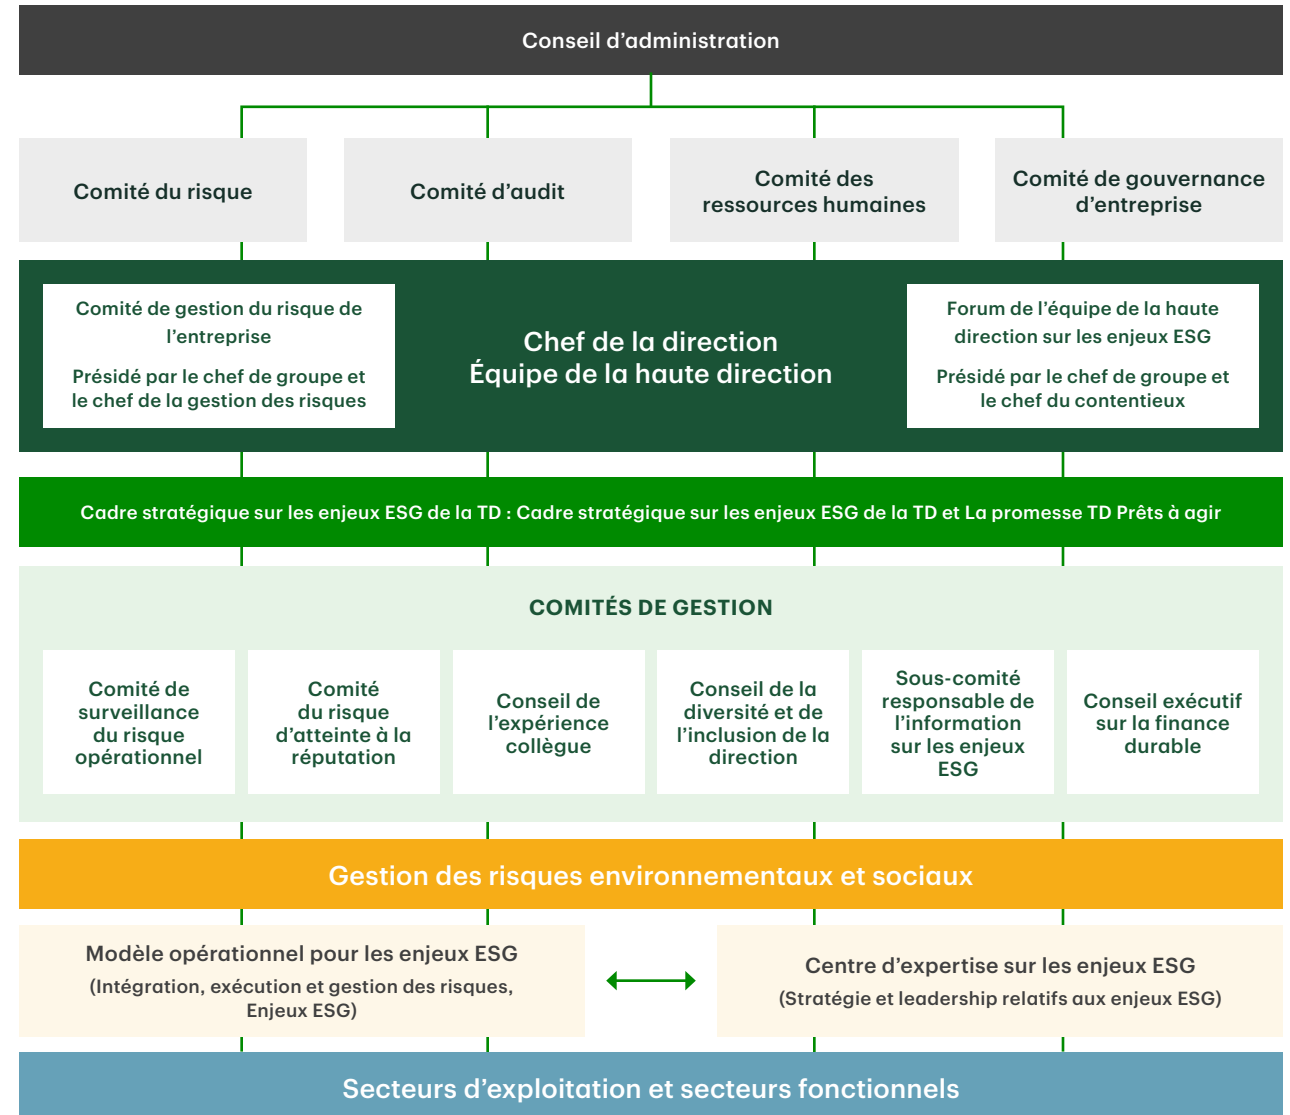 Conseil d’administration
Comité du risque
Comité d’audit
Comité des
ressources humaines
Comité de gouvernance
d’entreprise
Comité de gestion du risque de
l’entreprise
Présidé par le chef de groupe et
le chef de la gestion des risques
Chef de la direction
Équipe de la haute direction
Forum de l’équipe de la haute
direction sur les enjeux ESG
Présidé par le chef de groupe et
le chef du contentieux
Cadre stratégique sur les enjeux ESG de la TD : Cadre stratégique sur les enjeux ESG de la TD et La promesse TD Prêts à agir
COMITÉS DE GESTION
Comité de
surveillance
du risque
opérationnel
Comité
du risque
d’atteinte à la
réputation
Conseil de
l’expérience
collègue
Conseil de la
diversité et de
l’inclusion de la
direction
Sous-comité
responsable de
l’information
sur les enjeux
ESG
Conseil exécutif
sur la finance
durable
Gestion des risques environnementaux et sociaux
Modèle opérationnel pour les enjeux ESG
(Intégration, exécution et gestion des risques,
Enjeux ESG)
Centre d’expertise sur les enjeux ESG
(Stratégie et leadership relatifs aux enjeux ESG)
Secteurs d’exploitation et secteurs fonctionnels